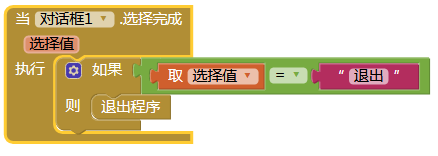 当 对话框1 .选择完成
选择值
执行 如果 取 选择值 = “ 退出 ”
则 退出程序